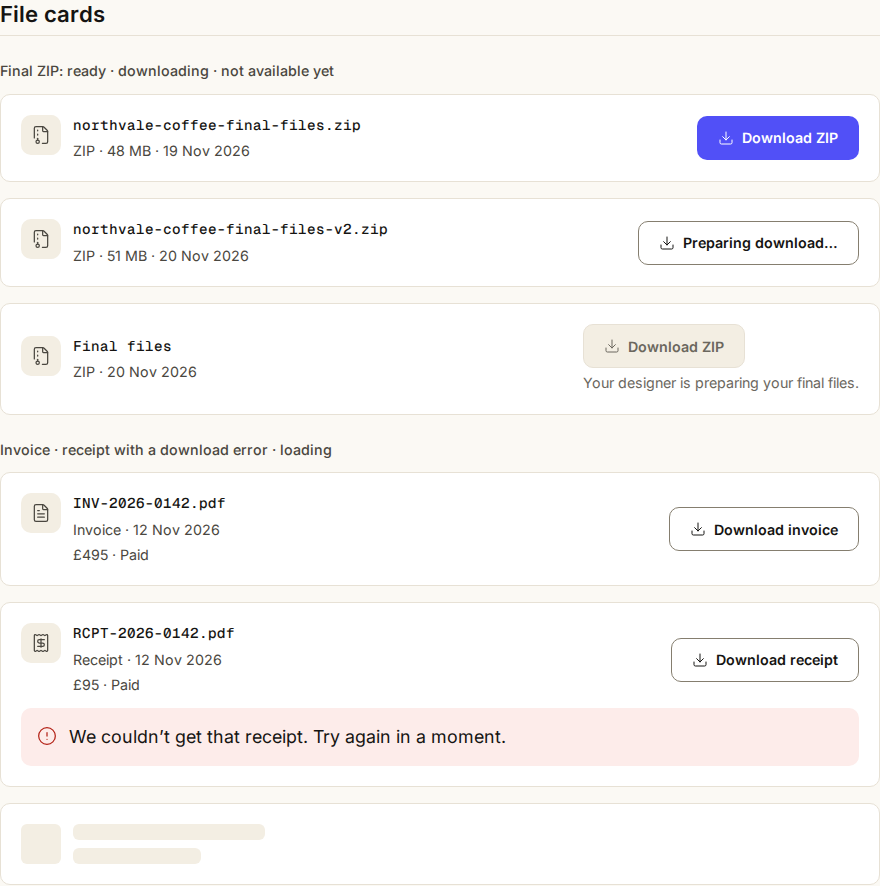 File cards
Final ZIP: ready · downloading · not available yet
northvale-coffee-final-files.zip
ZIP · 48 MB · 19 Nov 2026
Download ZIP
northvale-coffee-final-files-v2.zip
ZIP · 51 MB · 20 Nov 2026
Preparing download…
Final files
ZIP · 20 Nov 2026
Download ZIP
Your designer is preparing your final files.
Invoice · receipt with a download error · loading
INV-2026-0142.pdf
Invoice · 12 Nov 2026
£495 · Paid
Download invoice
RCPT-2026-0142.pdf
Receipt · 12 Nov 2026
£95 · Paid
Download receipt
We couldn’t get that receipt. Try again in a moment.